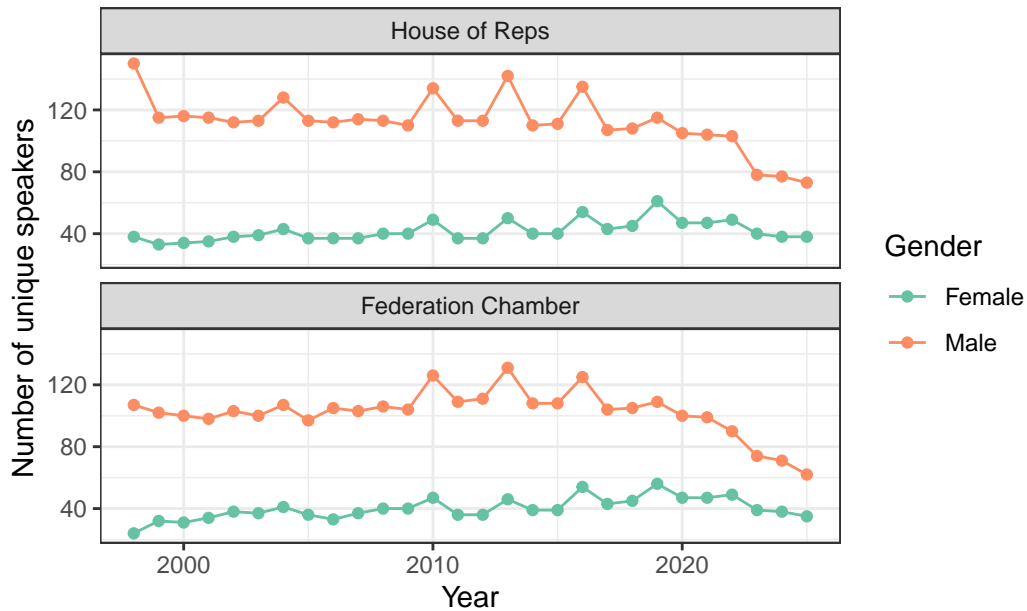 House of Reps
120
80
40
Federation Chamber
120
80
40
2000 2010 2020
Year
Number of unique speakers
Gender
Female
Male